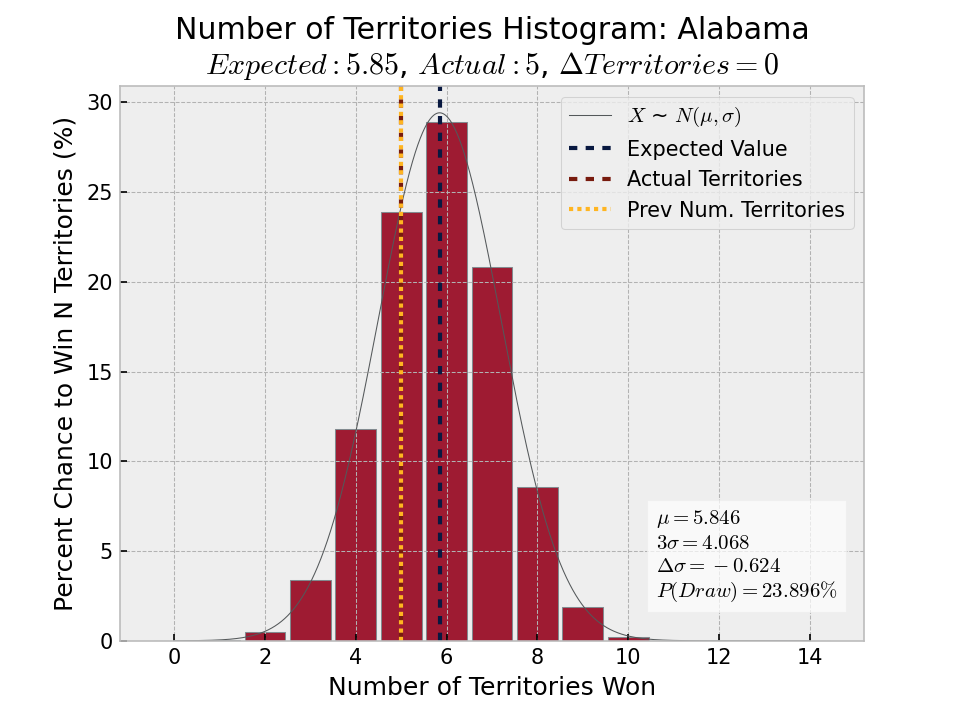 Number of Territories Histogram: Alabama
Expected : 5.85, Actual : 5, ΔTerritories = 0
Percent Chance to Win N Territories (%)
30
25
20
15
10
5
0
X ~ N(μ, σ)
Expected Value
Actual Territories
Prev Num. Territories
μ = 5.846
3σ = 4.068
Δσ = −0.624
P(Draw) = 23.896%
0 2 4 6 8 10 12 14
Number of Territories Won